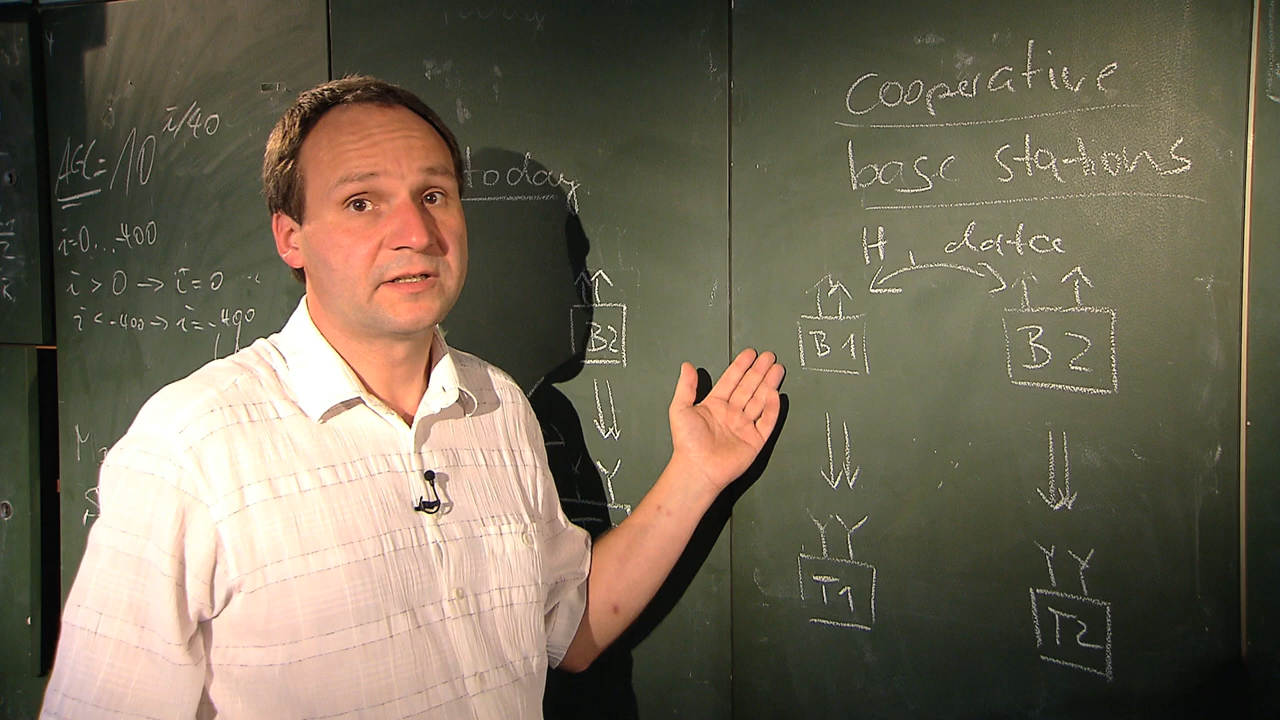 AGC = 10^i/40
i=0...-400
i > 0 → i = 0
i < -400 → i = -400
today
B2
cooperative
base stations
H, data
B1 B2
T1 T2